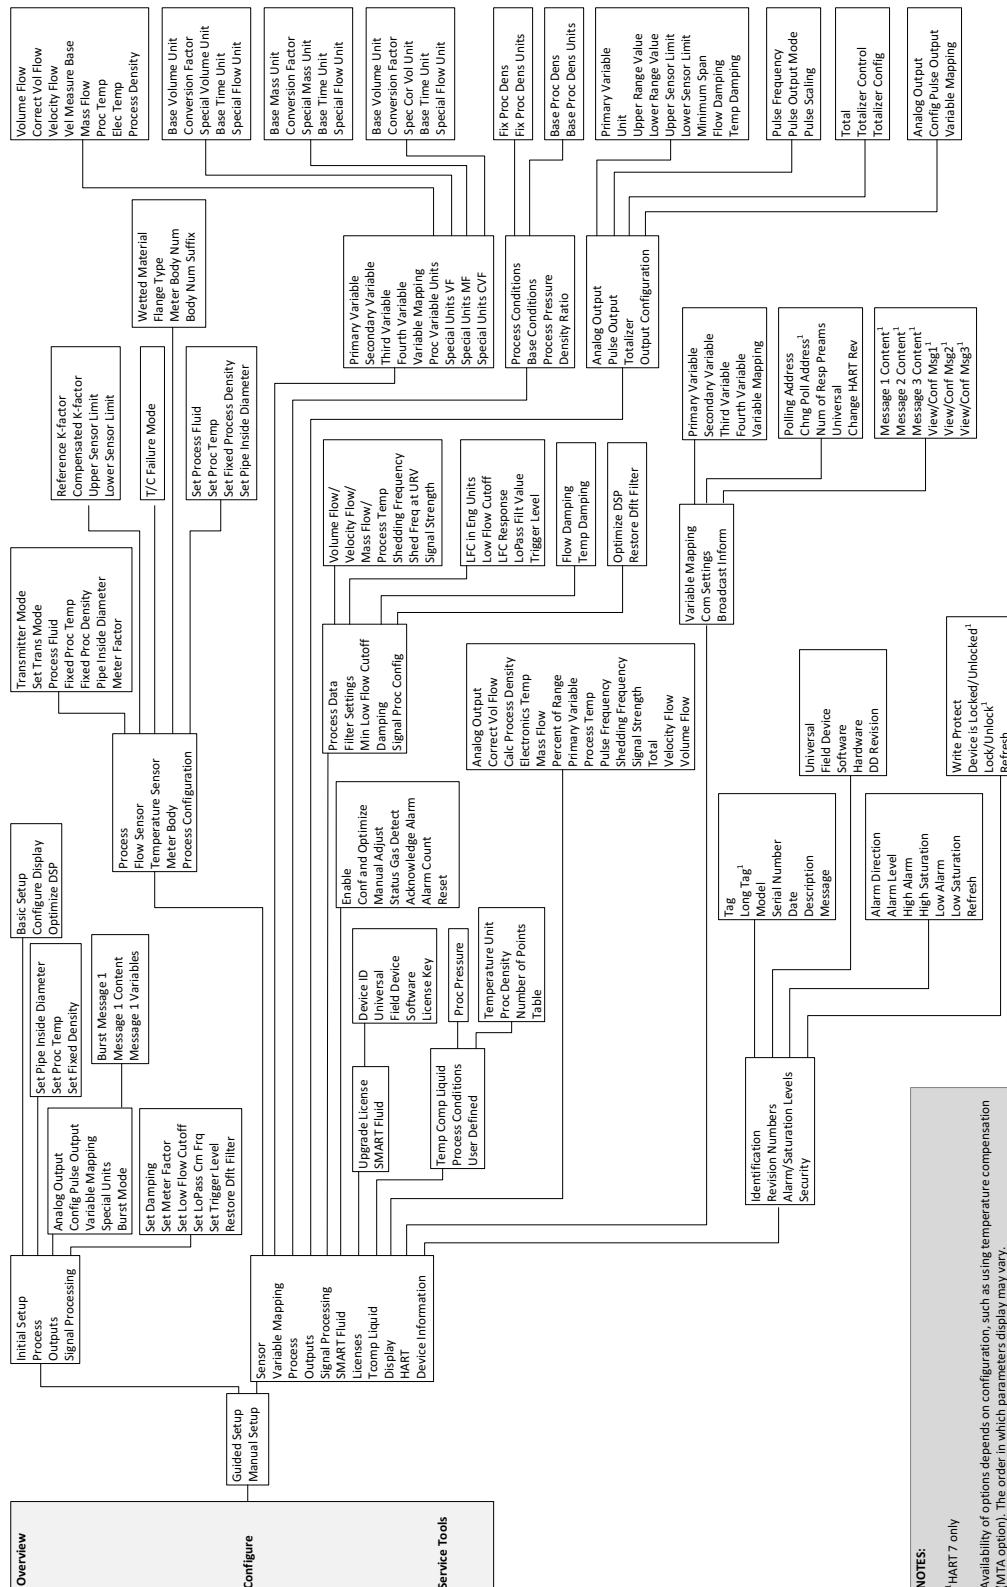 Overview
Configure
Service Tools
Guided Setup
Manual Setup
Initial Setup
Process
Outputs
Signal Processing
Basic Setup
Configure Display
Optimize DSP
Set Pipe Inside Diameter
Set Proc Temp
Set Fixed Density
Analog Output
Config Pulse Output
Variable Mapping
Special Units
Burst Mode
Burst Message 1
Message 1 Content
Message 1 Variables
Set Damping
Set Meter Factor
Set Low Flow Cutoff
Set LoPass Crn Frq
Set Trigger Level
Restore Dflt Filter
Sensor
Variable Mapping
Process
Outputs
Signal Processing
SMART Fluid
Licenses
Tcomp Liquid
Display
HART
Device Information
Process
Flow Sensor
Temperature Sensor
Meter Body
Process Configuration
Transmitter Mode
Set Trans Mode
Process Fluid
Fixed Proc Temp
Fixed Proc Density
Pipe Inside Diameter
Meter Factor
Reference K-factor
Compensated K-factor
Upper Sensor Limit
Lower Sensor Limit
T/C Failure Mode
Wetted Material
Flange Type
Meter Body Num
Body Num Suffix
Set Process Fluid
Set Proc Temp
Set Fixed Process Density
Set Pipe Inside Diameter
Primary Variable
Secondary Variable
Third Variable
Fourth Variable
Variable Mapping
Proc Variable Units
Special Units VF
Special Units MF
Special Units CVF
Volume Flow
Correct Vol Flow
Velocity Flow
Vel Measure Base
Mass Flow
Proc Temp
Elec Temp
Process Density
Base Volume Unit
Conversion Factor
Special Volume Unit
Base Time Unit
Special Flow Unit
Base Mass Unit
Conversion Factor
Special Mass Unit
Base Time Unit
Special Flow Unit
Base Volume Unit
Conversion Factor
Spec Cor Vol Unit
Base Time Unit
Special Flow Unit
Process Conditions
Base Conditions
Process Pressure
Density Ratio
Fix Proc Dens
Fix Proc Dens Units
Base Proc Dens
Base Proc Dens Units
Analog Output
Pulse Output
Totalizer
Output Configuration
Primary Variable
Unit
Upper Range Value
Lower Range Value
Upper Sensor Limit
Lower Sensor Limit
Minimum Span
Flow Damping
Temp Damping
Pulse Frequency
Pulse Output Mode
Pulse Scaling
Total
Totalizer Control
Totalizer Config
Analog Output
Config Pulse Output
Variable Mapping
Process Data
Filter Settings
Min Low Flow Cutoff
Damping
Signal Proc Config
Volume Flow/
Velocity Flow/
Mass Flow/
Process Temp
Shedding Frequency
Shed Freq at URV
Signal Strength
LFC in Eng Units
Low Flow Cutoff
LFC Response
LoPass Filt Value
Trigger Level
Flow Damping
Temp Damping
Optimize DSP
Restore Dflt Filter
Enable
Conf and Optimize
Manual Adjust
Status Gas Detect
Acknowledge Alarm
Alarm Count
Reset
Upgrade License
SMART Fluid
Device ID
Universal
Field Device
Software
License Key
Temp Comp Liquid
Process Conditions
User Defined
Proc Pressure
Temperature Unit
Proc Density
Number of Points
Table
Analog Output
Correct Vol Flow
Calc Process Density
Electronics Temp
Mass Flow
Percent of Range
Primary Variable
Process Temp
Pulse Frequency
Shedding Frequency
Signal Strength
Total
Velocity Flow
Volume Flow
Variable Mapping
Com Settings
Broadcast Inform
Primary Variable
Secondary Variable
Third Variable
Fourth Variable
Variable Mapping
Polling Address
Chng Poll Address¹
Num of Resp Preams
Universal
Change HART Rev
Message 1 Content¹
Message 2 Content¹
Message 3 Content¹
View/Conf Msg1¹
View/Conf Msg2¹
View/Conf Msg3¹
Identification
Revision Numbers
Alarm/Saturation Levels
Security
Tag
Long Tag¹
Model
Serial Number
Date
Description
Message
Universal
Field Device
Software
Hardware
DD Revision
Alarm Direction
Alarm Level
High Alarm
High Saturation
Low Alarm
Low Saturation
Refresh
Write Protect
Device is Locked/Unlocked¹
Lock/Unlock¹
Refresh
NOTES:
¹HART 7 only
Availability of options depends on configuration, such as using temperature compensation
(MTA option). The order in which parameters display may vary.